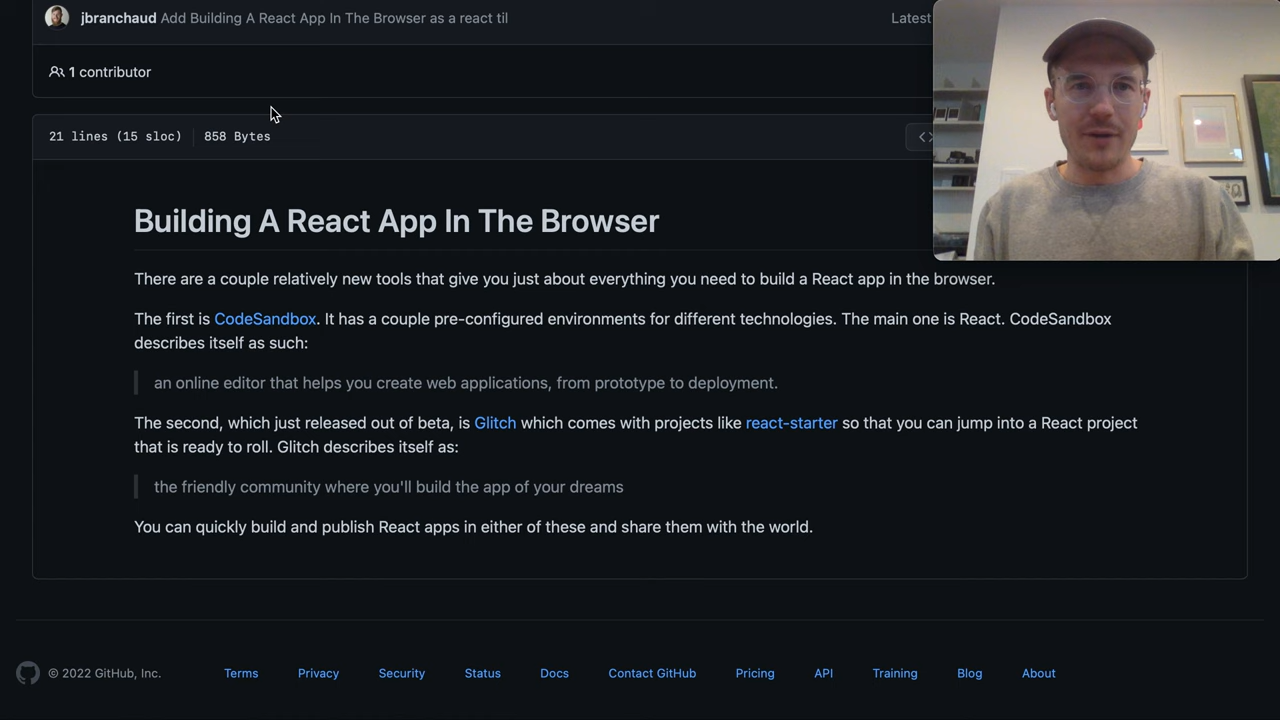 jbranchaud Add Building A React App In The Browser as a react til
Latest
1 contributor
21 lines (15 sloc) 858 Bytes
Building A React App In The Browser
There are a couple relatively new tools that give you just about everything you need to build a React app in the browser.
The first is CodeSandbox. It has a couple pre-configured environments for different technologies. The main one is React. CodeSandbox
describes itself as such:
an online editor that helps you create web applications, from prototype to deployment.
The second, which just released out of beta, is Glitch which comes with projects like react-starter so that you can jump into a React project
that is ready to roll. Glitch describes itself as:
the friendly community where you'll build the app of your dreams
You can quickly build and publish React apps in either of these and share them with the world.
© 2022 GitHub, Inc.
Terms
Privacy
Security
Status
Docs
Contact GitHub
Pricing
API
Training
Blog
About